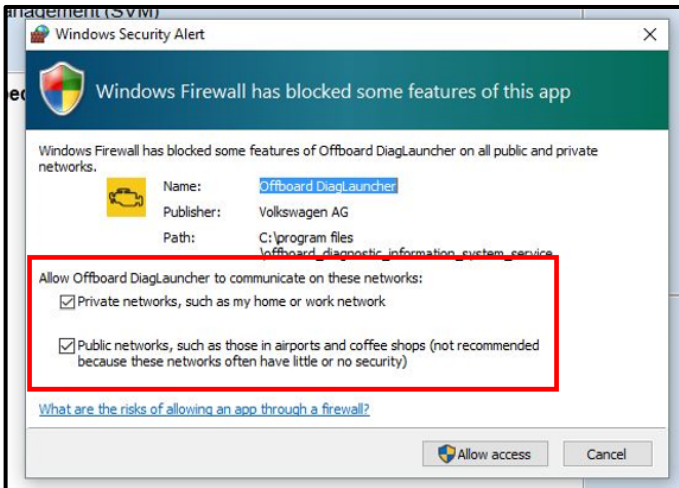 anagement (SVM)
Windows Security Alert
Windows Firewall has blocked some features of this app
Windows Firewall has blocked some features of Offboard DiagLauncher on all public and private
networks.
Name: Offboard DiagLauncher
Publisher: Volkswagen AG
Path: C:\program files
\offboard_diagnostic_information_system_service
Allow Offboard DiagLauncher to communicate on these networks:
Private networks, such as my home or work network
Public networks, such as those in airports and coffee shops (not recommended
because these networks often have little or no security)
What are the risks of allowing an app through a firewall?
Allow access Cancel